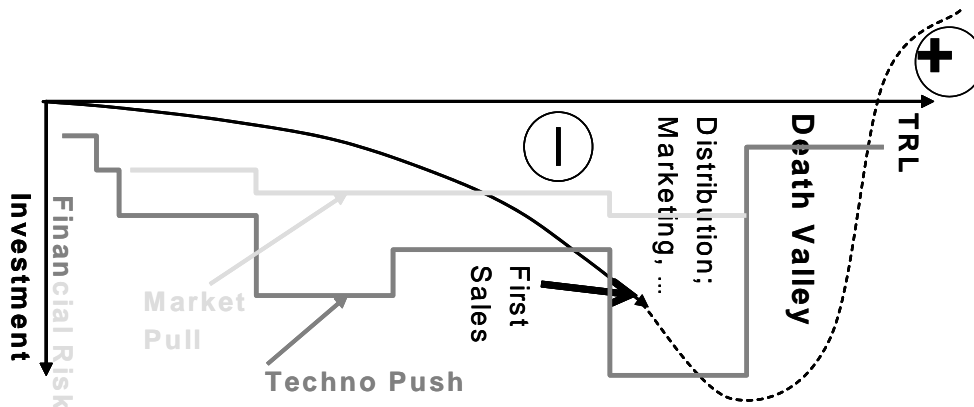 Investment
Financial Risk
Market
Pull
Techno Push
First
Sales
Distribution;
Marketing, ...
Death Valley
TRL
+
–